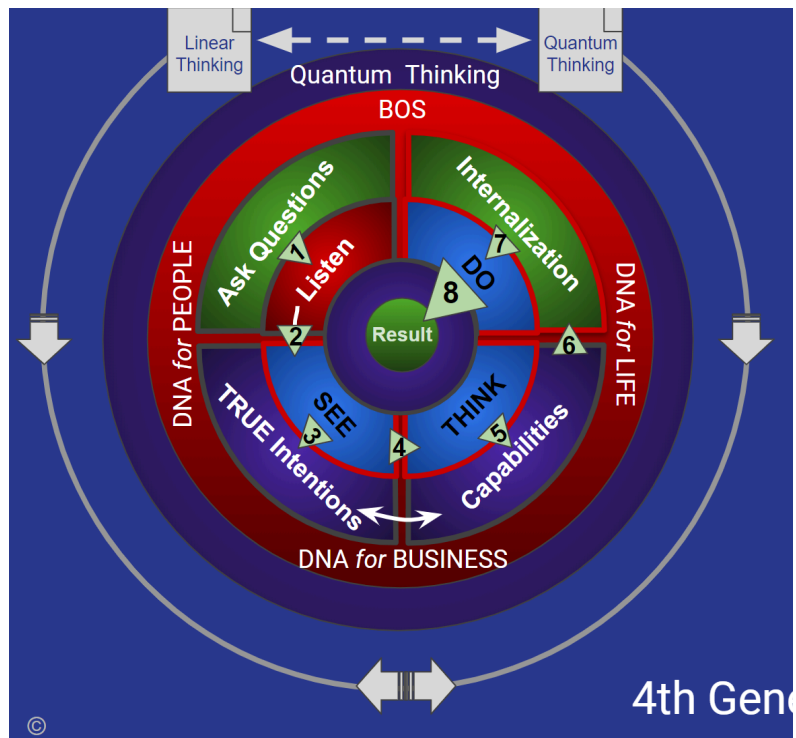 Linear
Thinking
Quantum
Thinking
Quantum Thinking
BOS
Ask Questions
Internalization
1
Listen
7
DO
8
DNA for PEOPLE
Result
DNA for LIFE
2
6
SEE
THINK
3
4
5
TRUE Intentions
Capabilities
DNA for BUSINESS
4th Gene
©